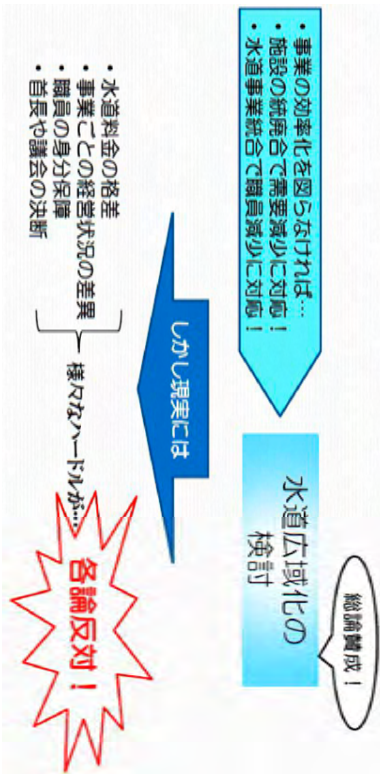 ・事業の効率化を図らなければ…
・施設の統廃合で需要減少に対応！
・水道事業統合で職員減少に対応！
水道広域化の
検討
総論賛成！
しかし現実には
・水道料金の格差
・事業ごとの経営状況の差異
・職員の身分保障
・首長や議会の決断
様々なハードルが…
各論反対！